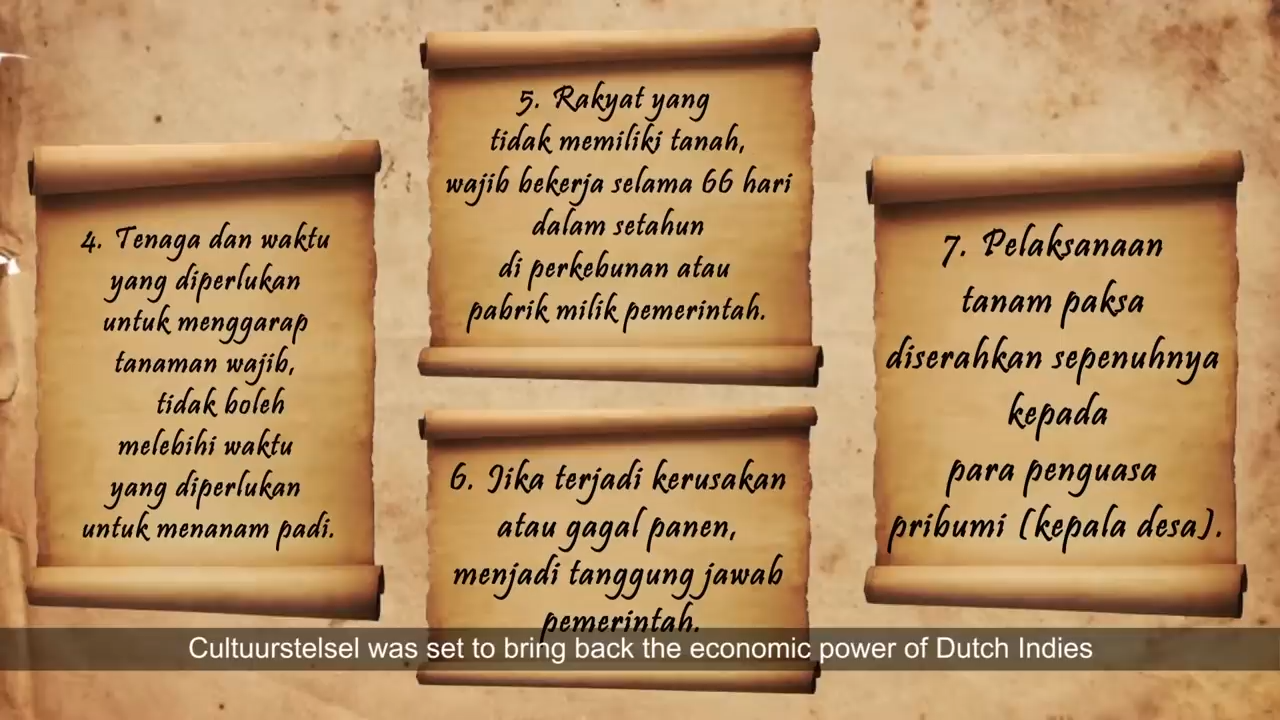 4. Tenaga dan waktu
yang diperlukan
untuk menggarap
tanaman wajib,
tidak boleh
melebihi waktu
yang diperlukan
untuk menanam padi.
5. Rakyat yang
tidak memiliki tanah,
wajib bekerja selama 66 hari
dalam setahun
di perkebunan atau
pabrik milik pemerintah.
6. Jika terjadi kerusakan
atau gagal panen,
menjadi tanggung jawab
pemerintah.
7. Pelaksanaan
tanam paksa
diserahkan sepenuhnya
kepada
para penguasa
pribumi (kepala desa).
Cultuurstelsel was set to bring back the economic power of Dutch Indies